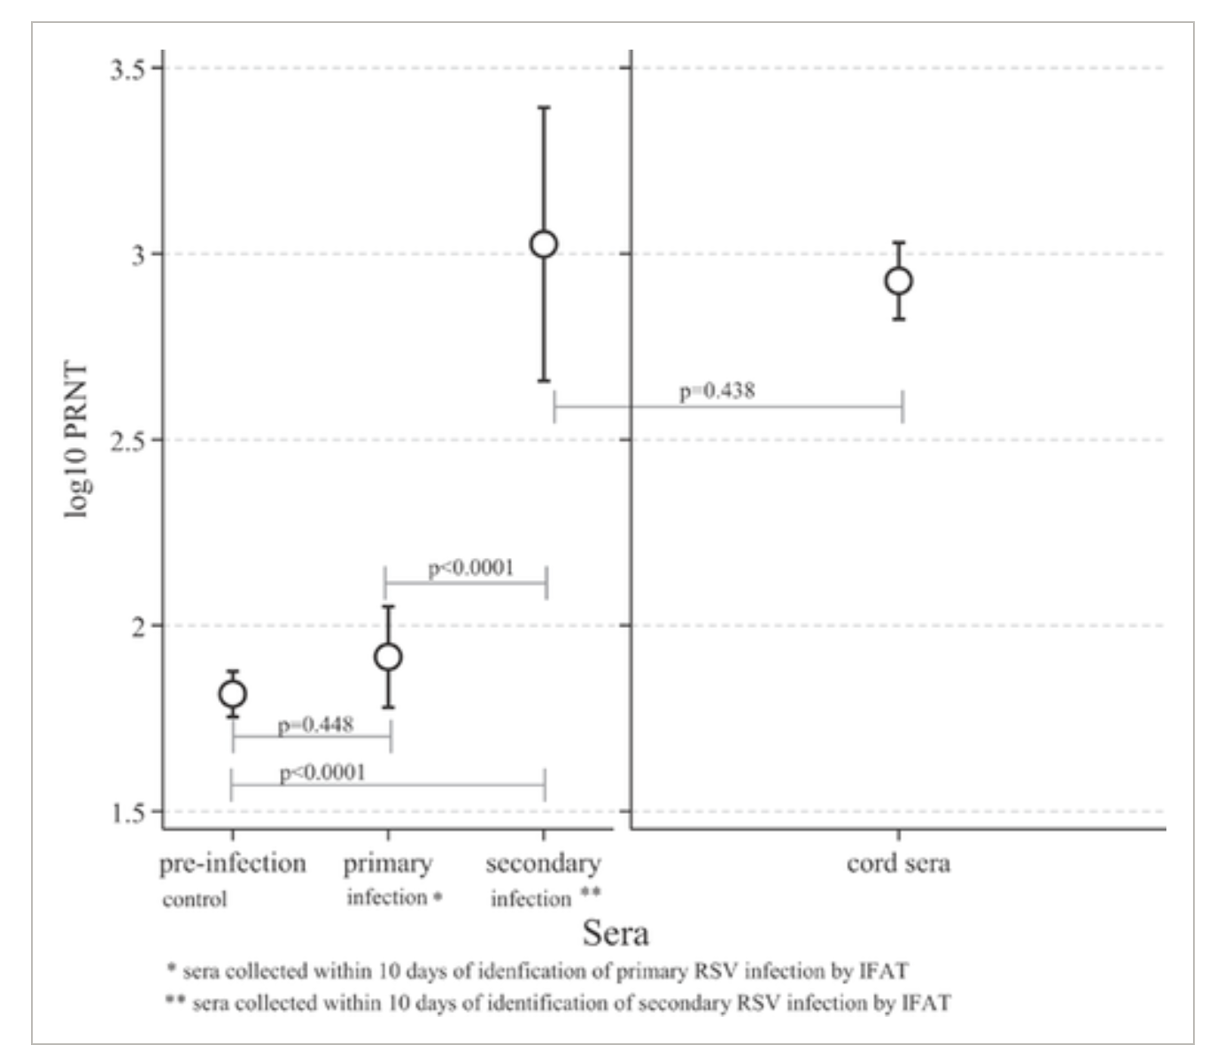 3.5
3
2.5
2
1.5
log10 PRNT
p=0.438
p<0.0001
p=0.448
p<0.0001
pre-infection primary secondary cord sera
control infection * infection **
Sera
* sera collected within 10 days of idenfication of primary RSV infection by IFAT
** sera collected within 10 days of identification of secondary RSV infection by IFAT